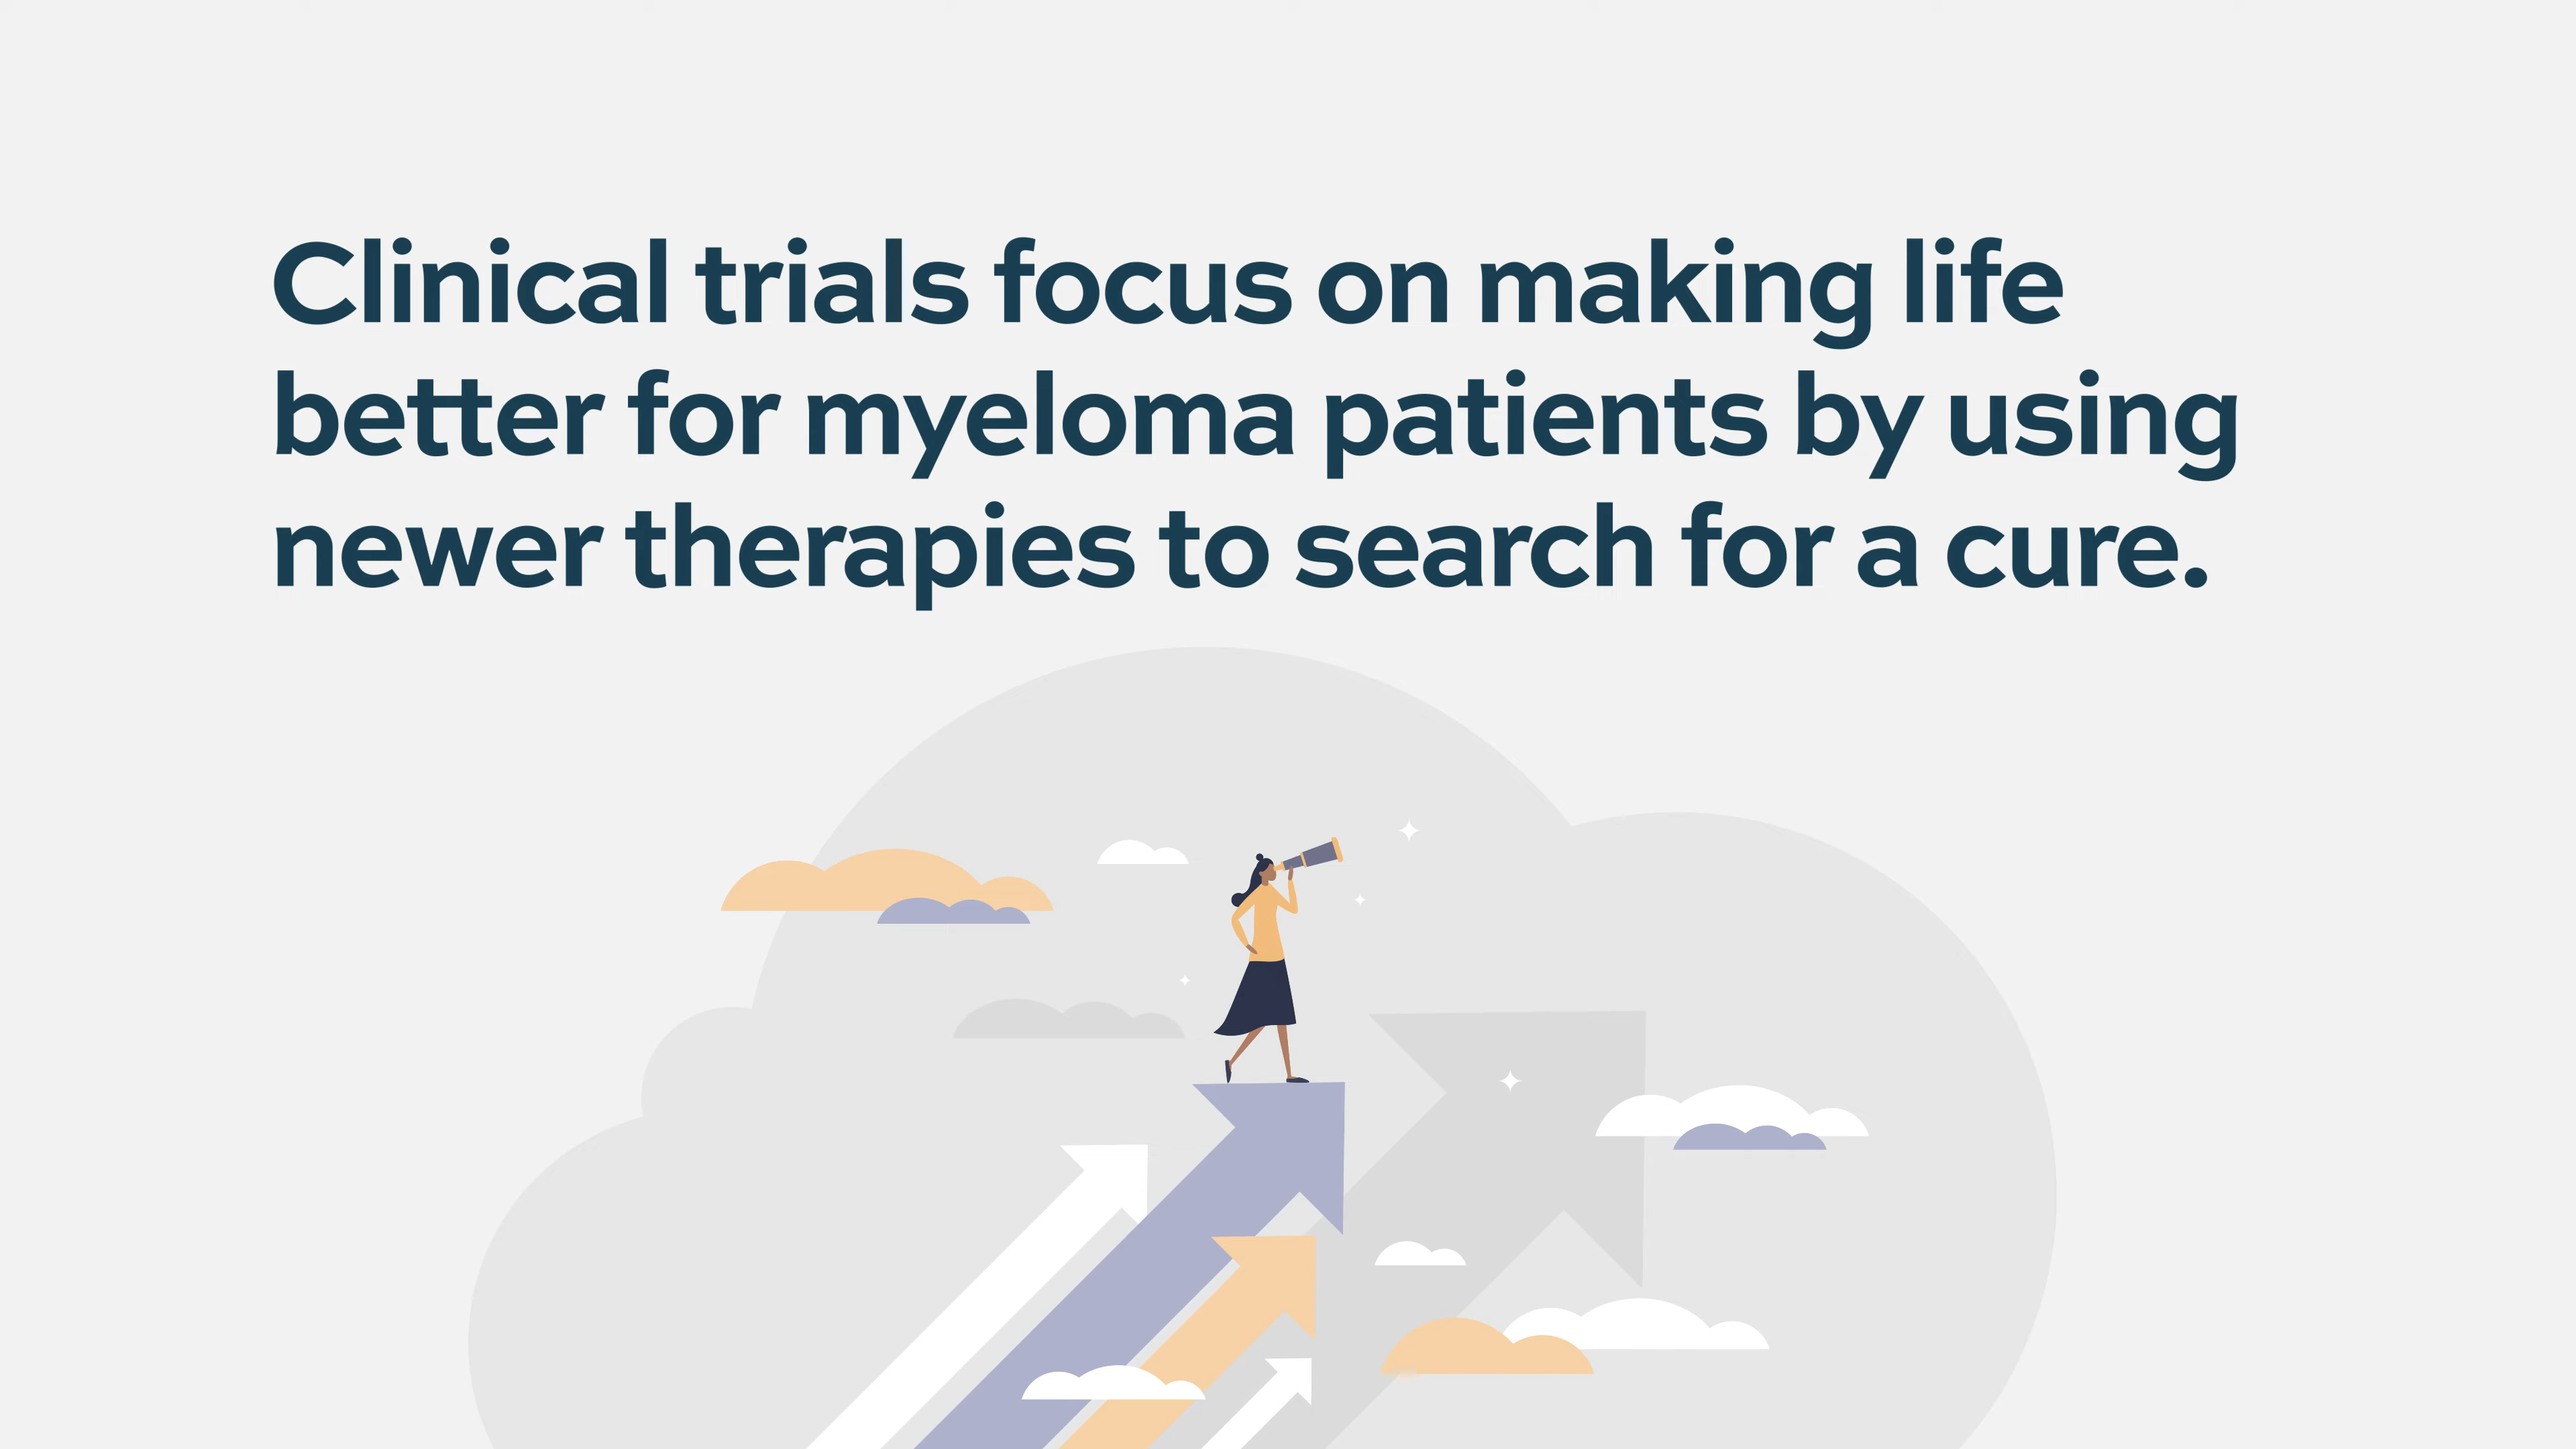 Clinical trials focus on making life
better for myeloma patients by using
newer therapies to search for a cure.